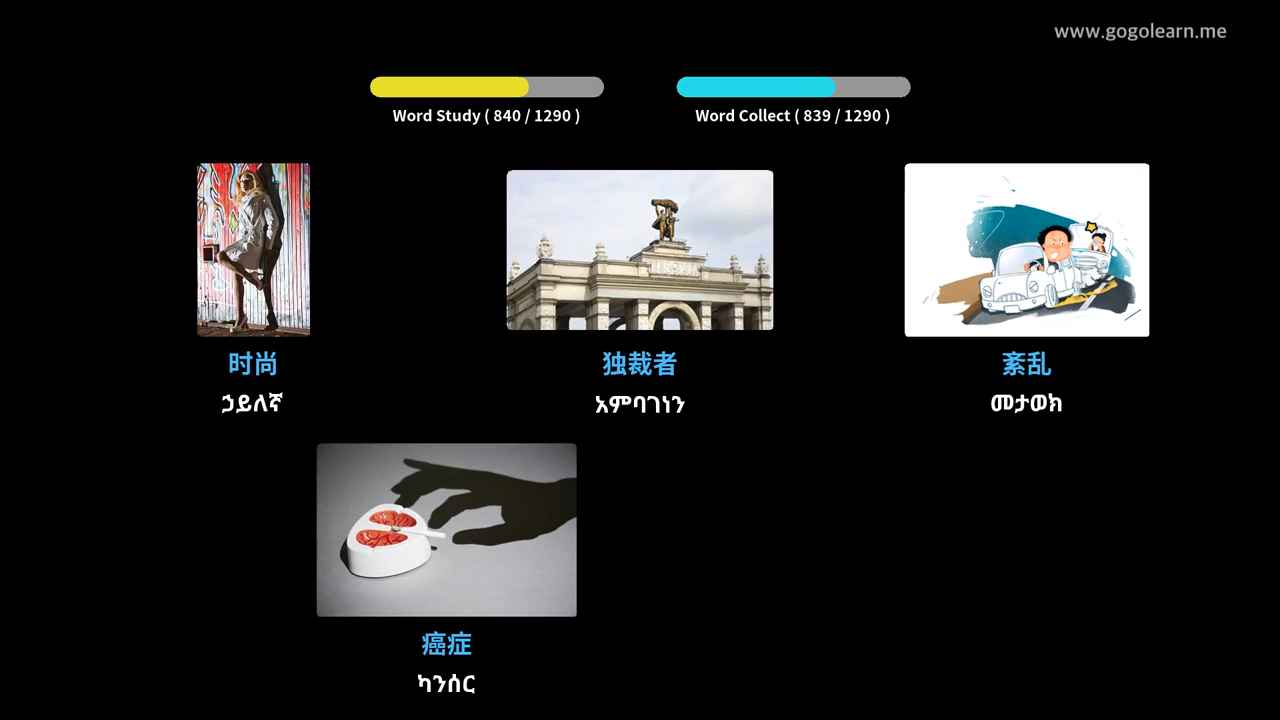 www.gogolearn.me
Word Study ( 840 / 1290 )
Word Collect ( 839 / 1290 )
时尚
ኃይለኛ
独裁者
አምባገነን
紊乱
መታወክ
癌症
ካንሰር